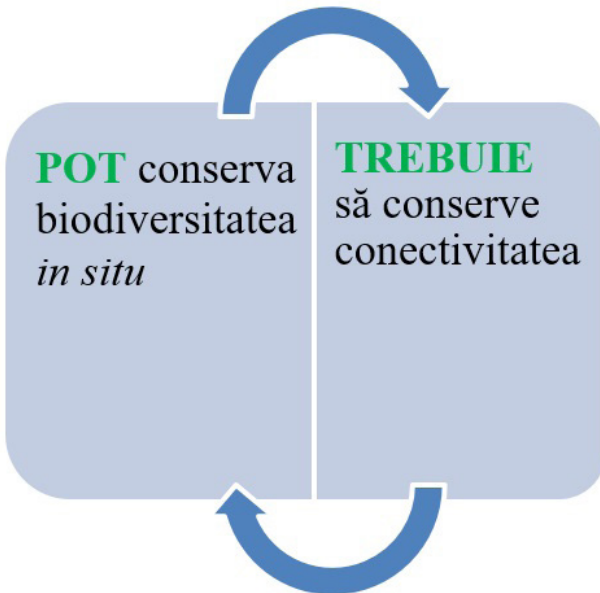 POT conserva
biodiversitatea
in situ
TREBUIE
să conserve
conectivitatea